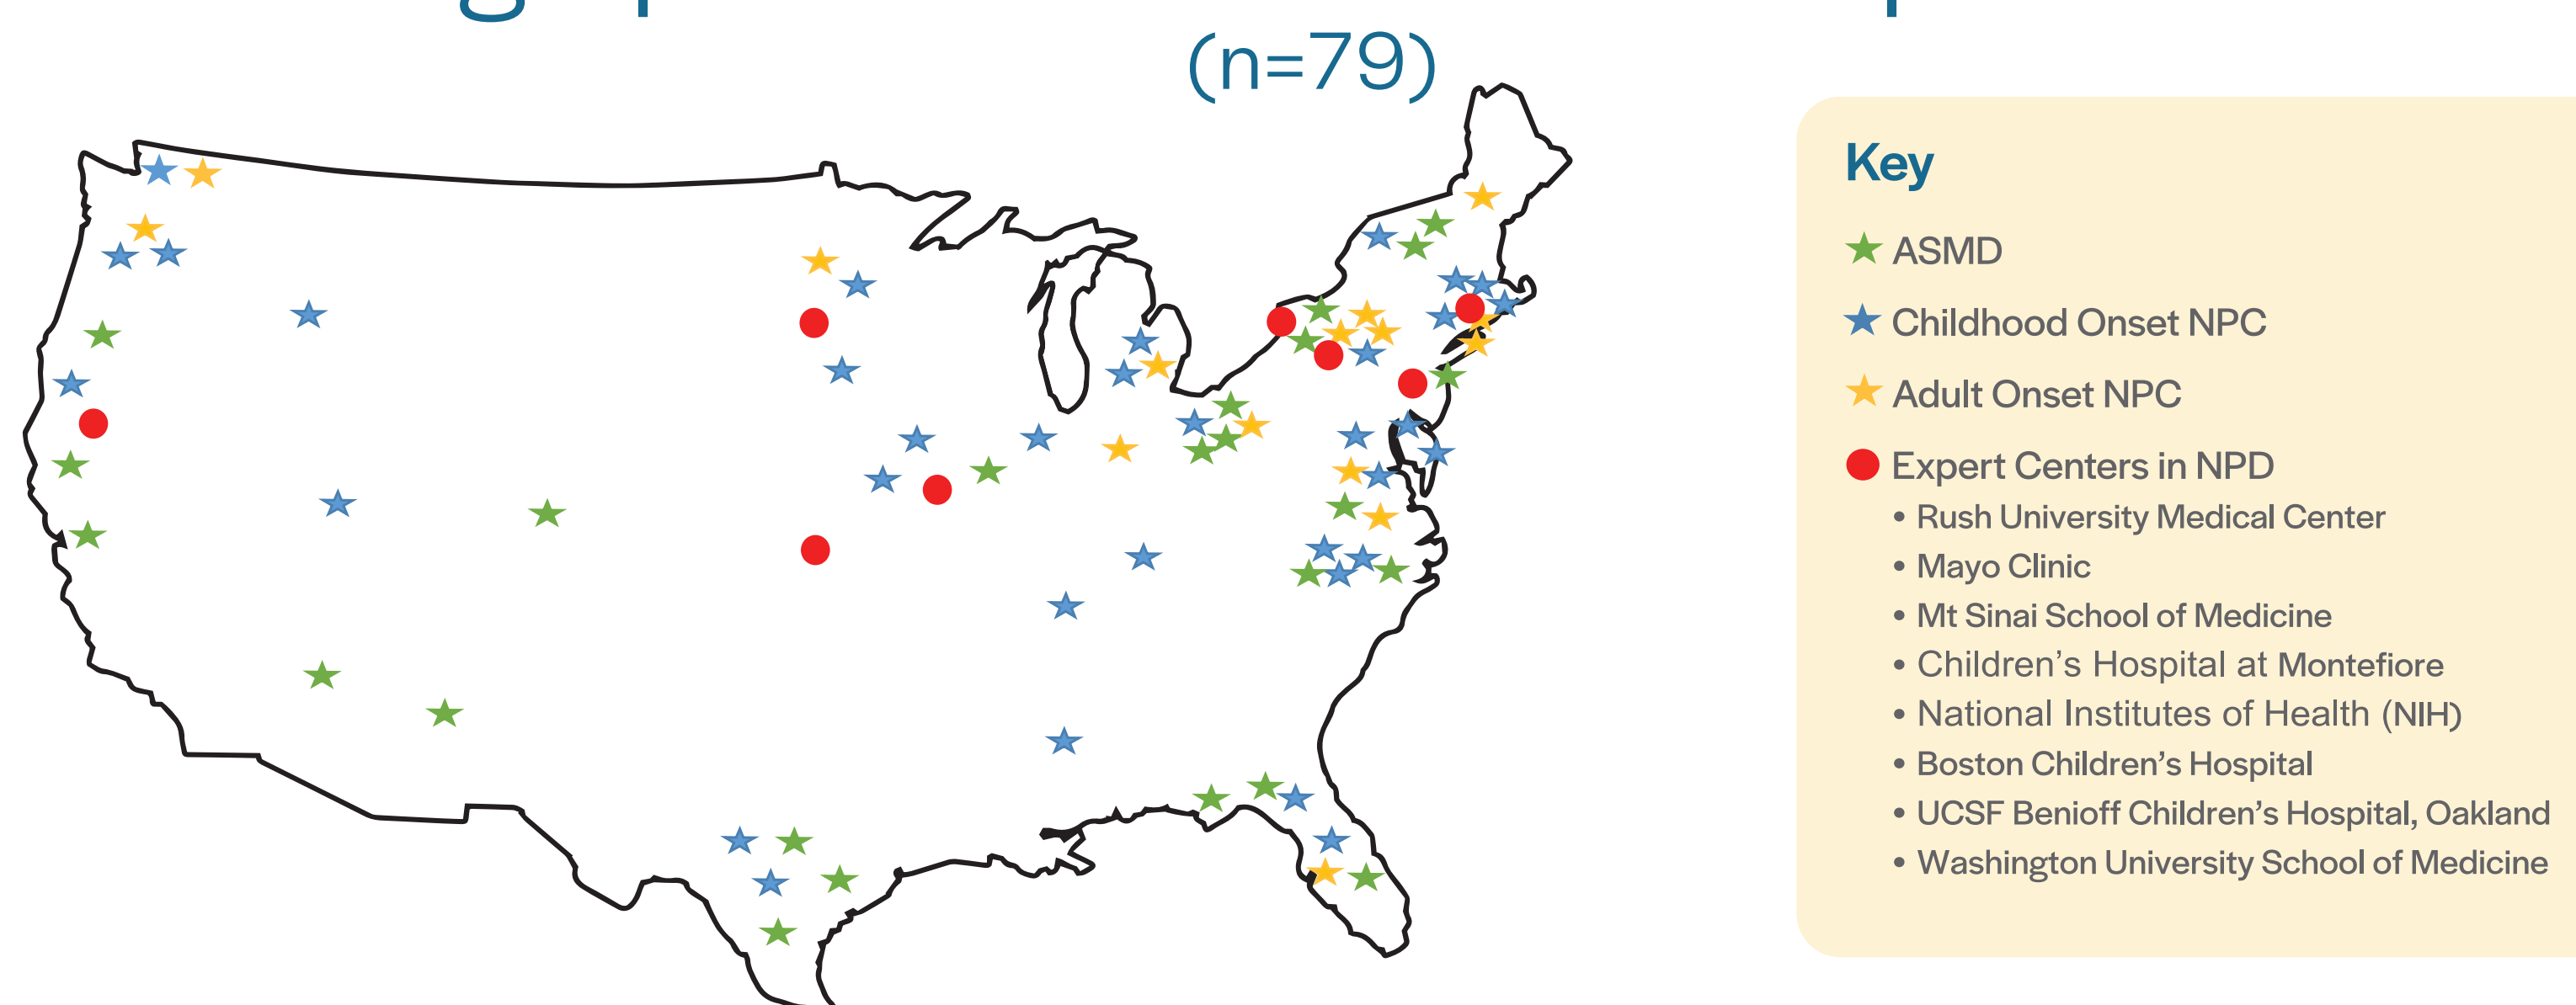 (n=79)
Key
ASMD
Childhood Onset NPC
Adult Onset NPC
Expert Centers in NPD
• Rush University Medical Center
• Mayo Clinic
• Mt Sinai School of Medicine
• Children’s Hospital at Montefiore
• National Institutes of Health (NIH)
• Boston Children’s Hospital
• UCSF Benioff Children’s Hospital, Oakland
• Washington University School of Medicine